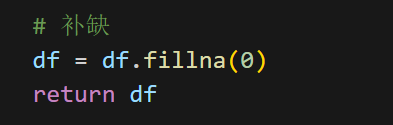 # 补缺
df = df.fillna(0)
return df